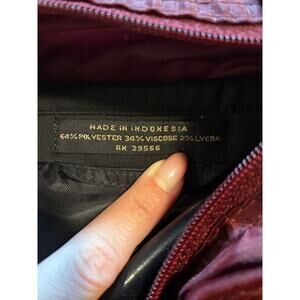 MADE IN INDONESIA
64% POLYESTER 34% VISCOSE 2% LYCRA
RN 39566